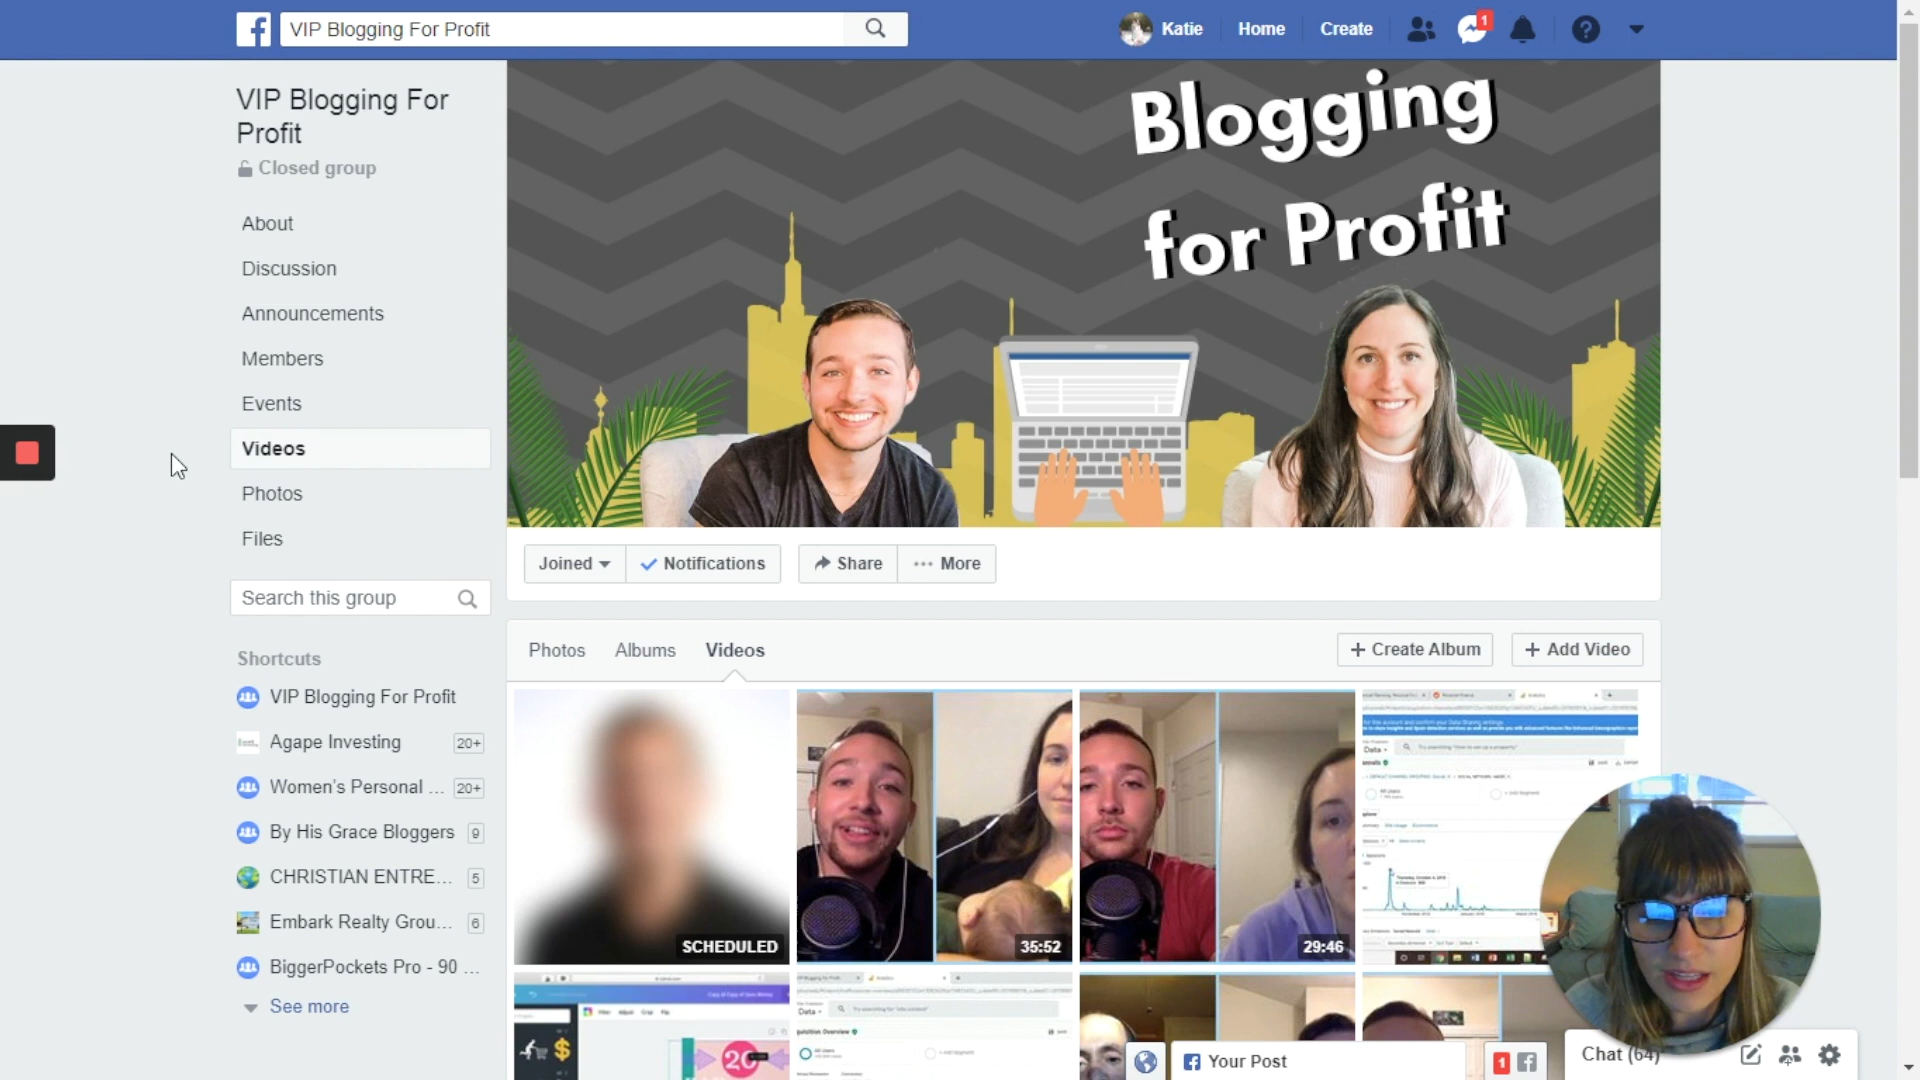 VIP Blogging For Profit
Katie
Home
Create
1
VIP Blogging For
Profit
Closed group
About
Discussion
Announcements
Members
Events
Videos
Photos
Files
Search this group
Shortcuts
VIP Blogging For Profit
Agape Investing 20+
Women's Personal ... 20+
By His Grace Bloggers 9
CHRISTIAN ENTRE... 5
Embark Realty Grou... 6
BiggerPockets Pro - 90 ...
See more
Blogging
for Profit
Joined
Notifications
Share
More
Photos
Albums
Videos
+ Create Album
+ Add Video
SCHEDULED
35:52
29:46
Data
Data
20
Your Post
1
Chat (64)